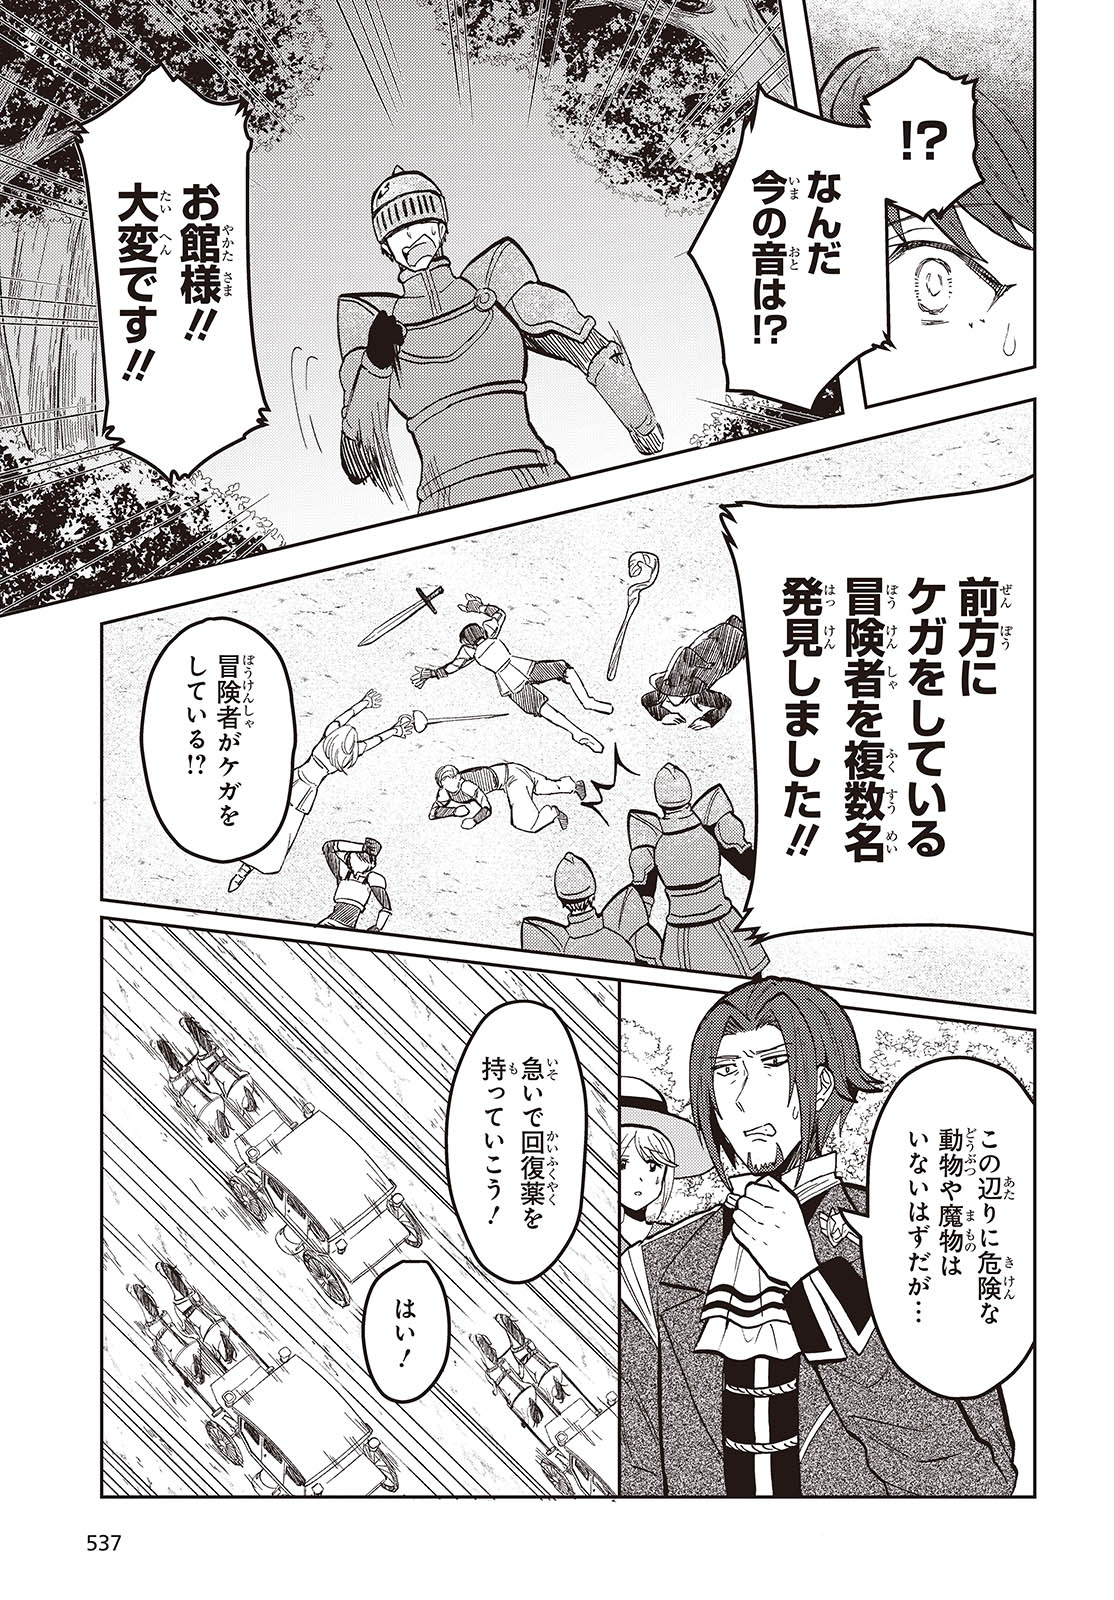 !?
なんだ
今の音は!?
お館様!!
大変です!!
前方に
ケガをしている
冒険者を複数名
発見しました!!
冒険者がケガを
している!?
この辺りに危険な
動物や魔物は
いないはずだが…
急いで回復薬を
持っていこう！
はい！
537